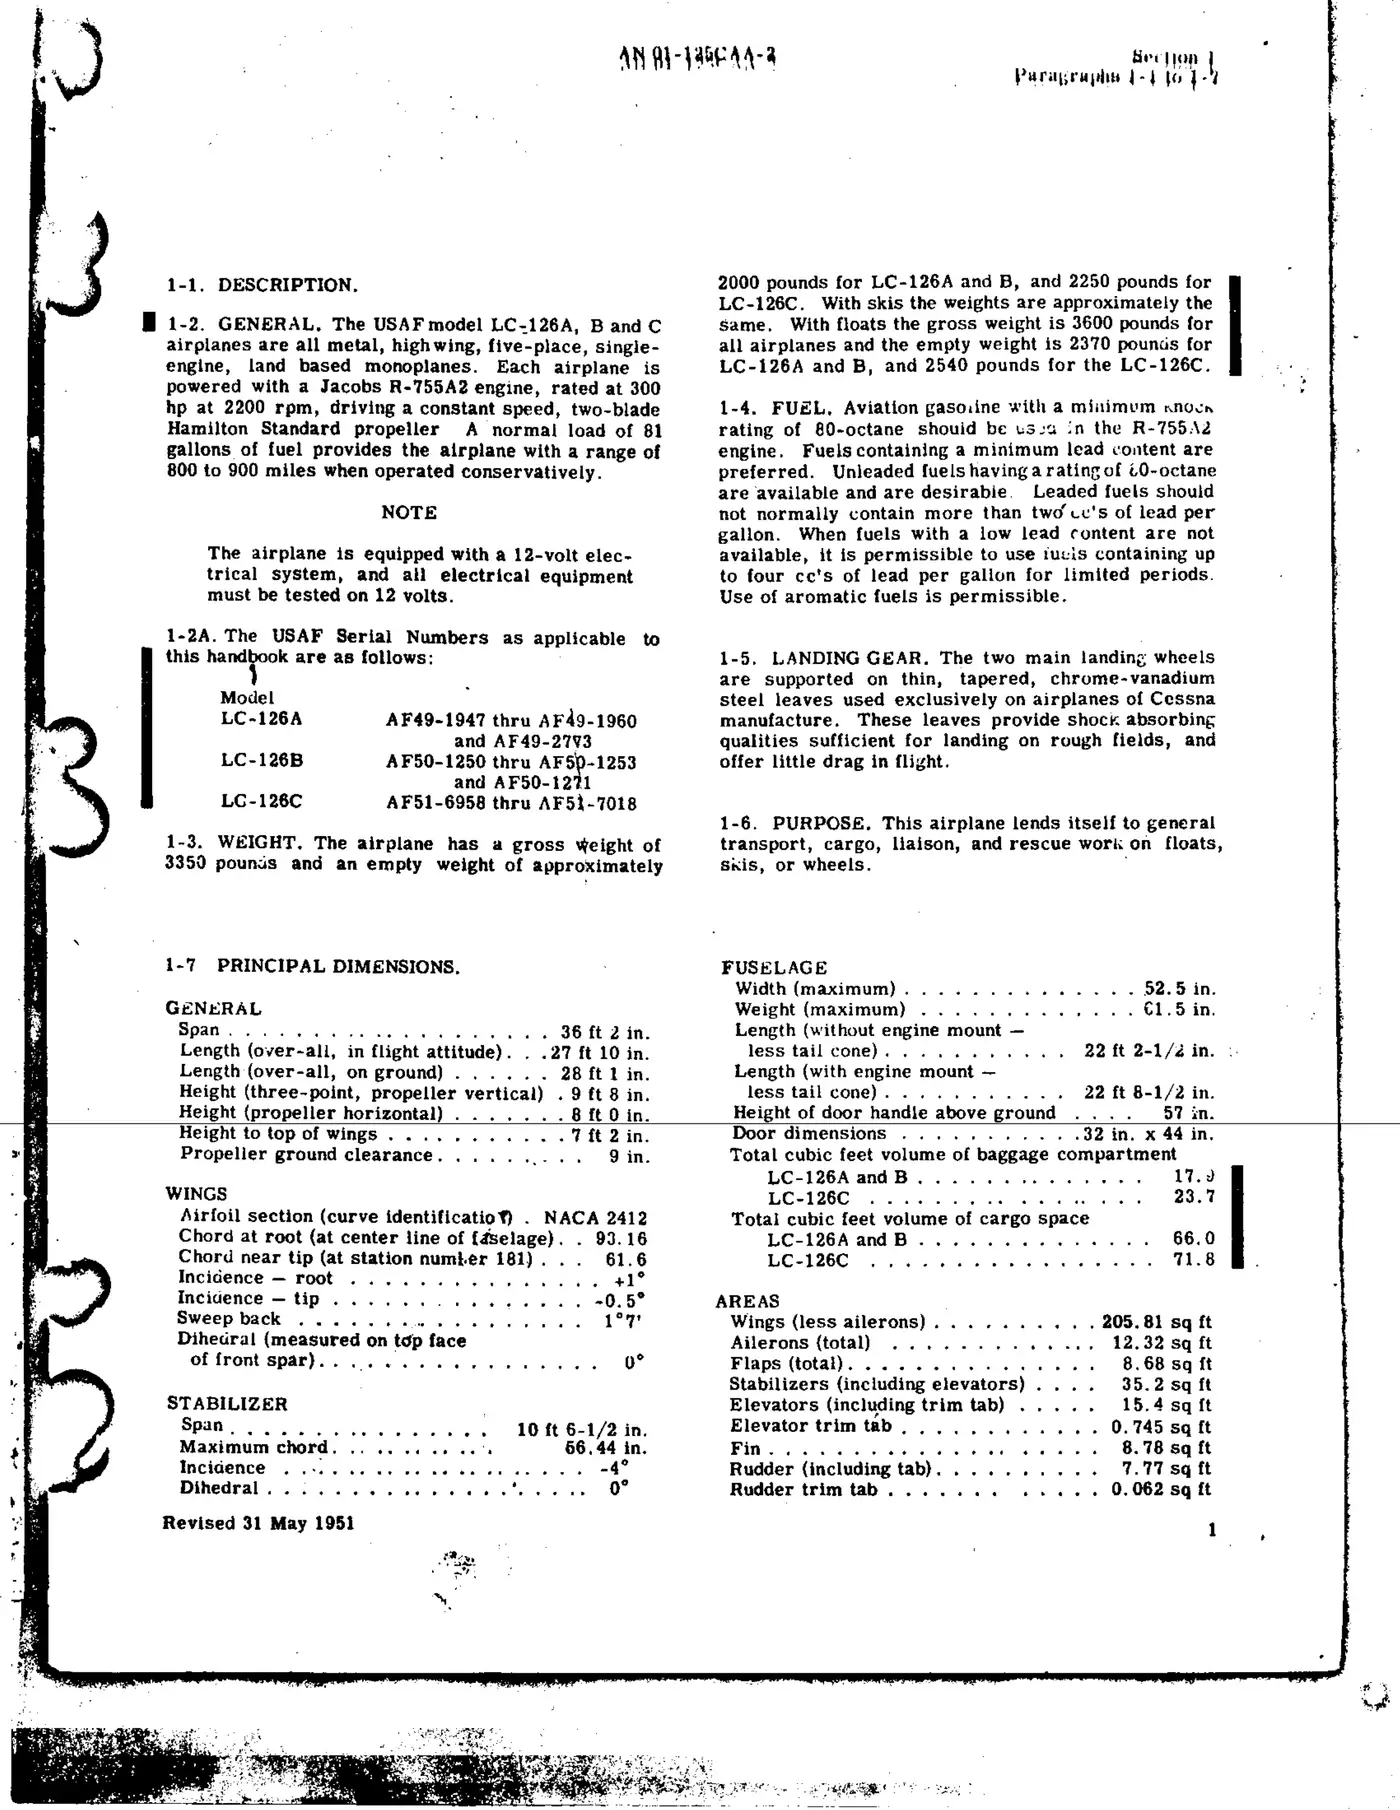 Section 1
Paragraphs 1-1 to 1-7
1-1. DESCRIPTION.
1-2. GENERAL. The USAF model LC-126A, B and C
airplanes are all metal, high wing, five-place, single-
engine, land based monoplanes. Each airplane is
powered with a Jacobs R-755A2 engine, rated at 300
hp at 2200 rpm, driving a constant speed, two-blade
Hamilton Standard propeller A normal load of 81
gallons of fuel provides the airplane with a range of
800 to 900 miles when operated conservatively.
NOTE
The airplane is equipped with a 12-volt elec-
trical system, and all electrical equipment
must be tested on 12 volts.
1-2A. The USAF Serial Numbers as applicable to
this handbook are as follows:
Model
LC-126A AF49-1947 thru AF49-1960
and AF49-2773
LC-126B AF50-1250 thru AF50-1253
and AF50-1271
LC-126C AF51-6958 thru AF51-7018
1-3. WEIGHT. The airplane has a gross weight of
3350 pounds and an empty weight of approximately
2000 pounds for LC-126A and B, and 2250 pounds for
LC-126C. With skis the weights are approximately the
same. With floats the gross weight is 3600 pounds for
all airplanes and the empty weight is 2370 pounds for
LC-126A and B, and 2540 pounds for the LC-126C.
1-4. FUEL. Aviation gasoline with a minimum knock
rating of 80-octane should be used in the R-755A2
engine. Fuels containing a minimum lead content are
preferred. Unleaded fuels having a rating of 80-octane
are available and are desirable. Leaded fuels should
not normally contain more than two cc's of lead per
gallon. When fuels with a low lead content are not
available, it is permissible to use fuels containing up
to four cc's of lead per gallon for limited periods.
Use of aromatic fuels is permissible.
1-5. LANDING GEAR. The two main landing wheels
are supported on thin, tapered, chrome-vanadium
steel leaves used exclusively on airplanes of Cessna
manufacture. These leaves provide shock absorbing
qualities sufficient for landing on rough fields, and
offer little drag in flight.
1-6. PURPOSE. This airplane lends itself to general
transport, cargo, liaison, and rescue work on floats,
skis, or wheels.
1-7 PRINCIPAL DIMENSIONS.
GENERAL
Span . . . . . . . . . . . . . . . . . . . . 36 ft 2 in.
Length (over-all, in flight attitude). . . 27 ft 10 in.
Length (over-all, on ground) . . . . . . 28 ft 1 in.
Height (three-point, propeller vertical) . 9 ft 8 in.
Height (propeller horizontal) . . . . . . . 8 ft 0 in.
Height to top of wings . . . . . . . . . . . 7 ft 2 in.
Propeller ground clearance. . . . . . . . . 9 in.
WINGS
Airfoil section (curve identification) . NACA 2412
Chord at root (at center line of fuselage). . 93.16
Chord near tip (at station number 181) . . . 61.6
Incidence — root . . . . . . . . . . . . . . . +1°
Incidence — tip . . . . . . . . . . . . . . . -0.5°
Sweep back . . . . . . . . . . . . . . . . . 1°7'
Dihedral (measured on top face
of front spar). . . . . . . . . . . . . . . . . 0°
STABILIZER
Span . . . . . . . . . . . . . . . . 10 ft 6-1/2 in.
Maximum chord. . . . . . . . . . . 66.44 in.
Incidence . . . . . . . . . . . . . . . . . . . -4°
Dihedral . . . . . . . . . . . . . . . . . . . 0°
FUSELAGE
Width (maximum) . . . . . . . . . . . . . . 52.5 in.
Weight (maximum) . . . . . . . . . . . . . 61.5 in.
Length (without engine mount —
less tail cone) . . . . . . . . . . . 22 ft 2-1/2 in.
Length (with engine mount —
less tail cone) . . . . . . . . . . . 22 ft 8-1/2 in.
Height of door handle above ground . . . . 57 in.
Door dimensions . . . . . . . . . . . 32 in. x 44 in.
Total cubic feet volume of baggage compartment
LC-126A and B . . . . . . . . . . . . . .
LC-126C . . . . . . . . . . . . . . . 23.7
Total cubic feet volume of cargo space
LC-126A and B . . . . . . . . . . . . . . 66.0
LC-126C . . . . . . . . . . . . . . . . . 71.8
AREAS
Wings (less ailerons) . . . . . . . . . . 205.81 sq ft
Ailerons (total) . . . . . . . . . . . . . 12.32 sq ft
Flaps (total). . . . . . . . . . . . . . . 8.68 sq ft
Stabilizers (including elevators) . . . . 35.2 sq ft
Elevators (including trim tab) . . . . . 15.4 sq ft
Elevator trim tab . . . . . . . . . . . . 0.745 sq ft
Fin . . . . . . . . . . . . . . . . . . . 8.78 sq ft
Rudder (including tab). . . . . . . . . . 7.77 sq ft
Rudder trim tab . . . . . . . . . . . . 0.062 sq ft
Revised 31 May 1951
1